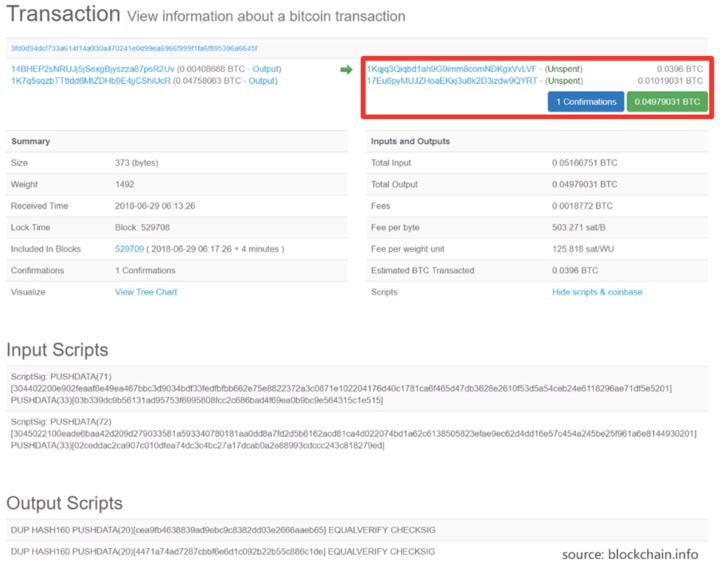 Transaction View information about a bitcoin transaction
3fd0d94dcf733a614f14a930a470241e0d99ea6966f999f1fa6f895396a6645f
14BHEP2sNRUJj5jSexgBjyszza87psR2Uv (0.00408688 BTC - Output)
1K7q5sqzbTTtfdd6MtZDHb9E4jjCShiUcR (0.04758063 BTC - Output)
1Kqjq3Qiqbd1ah9G9imm8comNDKgxVvLVF - (Unspent) 0.0396 BTC
17Eu6pyMUJZHoaEKxj3u8k2D3izdw9QYRT - (Unspent) 0.01019031 BTC
1 Confirmations 0.04979031 BTC
Summary
Size 373 (bytes)
Weight 1492
Received Time 2018-06-29 06:13:26
Lock Time Block: 529708
Included In Blocks 529709 ( 2018-06-29 06:17:26 + 4 minutes )
Confirmations 1 Confirmations
Visualize View Tree Chart
Inputs and Outputs
Total Input 0.05166751 BTC
Total Output 0.04979031 BTC
Fees 0.0018772 BTC
Fee per byte 503.271 sat/B
Fee per weight unit 125.818 sat/WU
Estimated BTC Transacted 0.0396 BTC
Scripts Hide scripts & coinbase
Input Scripts
ScriptSig: PUSHDATA(71)
[304402200e902feaaf8e49ea467bbc3d9034bdf33fedfbfbb662e75e8822372a3c0871e102204176d40c1781ca6f465d47db3628e2610f53d5a54ceb24e6118296ae71df5e5201]
PUSHDATA(33)[03b339dc9b56131ad95753f6995808fcc2c686bad4f69ea0b9bc9e564315c1e515]
ScriptSig: PUSHDATA(72)
[3045022100eade6baa42d209d279033581a593340780181aa0dd8a7fd2d5b6162acd81ca4d022074bd1a62c6138505823efae9ec62d4dd16e57c454a245be25f961a6e8144930201]
PUSHDATA(33)[02ceddac2ca907c010dfea74dc3c4bc27a17dcab0a2e88993cdccc243c818279ed]
Output Scripts
DUP HASH160 PUSHDATA(20)[cea9fb4638839ad9ebc9c8382dd03e2666aaeb65] EQUALVERIFY CHECKSIG
DUP HASH160 PUSHDATA(20)[4471a74ad7287cbbf6e6d1c092b22b55c886c1de] EQUALVERIFY CHECKSIG
source: blockchain.info